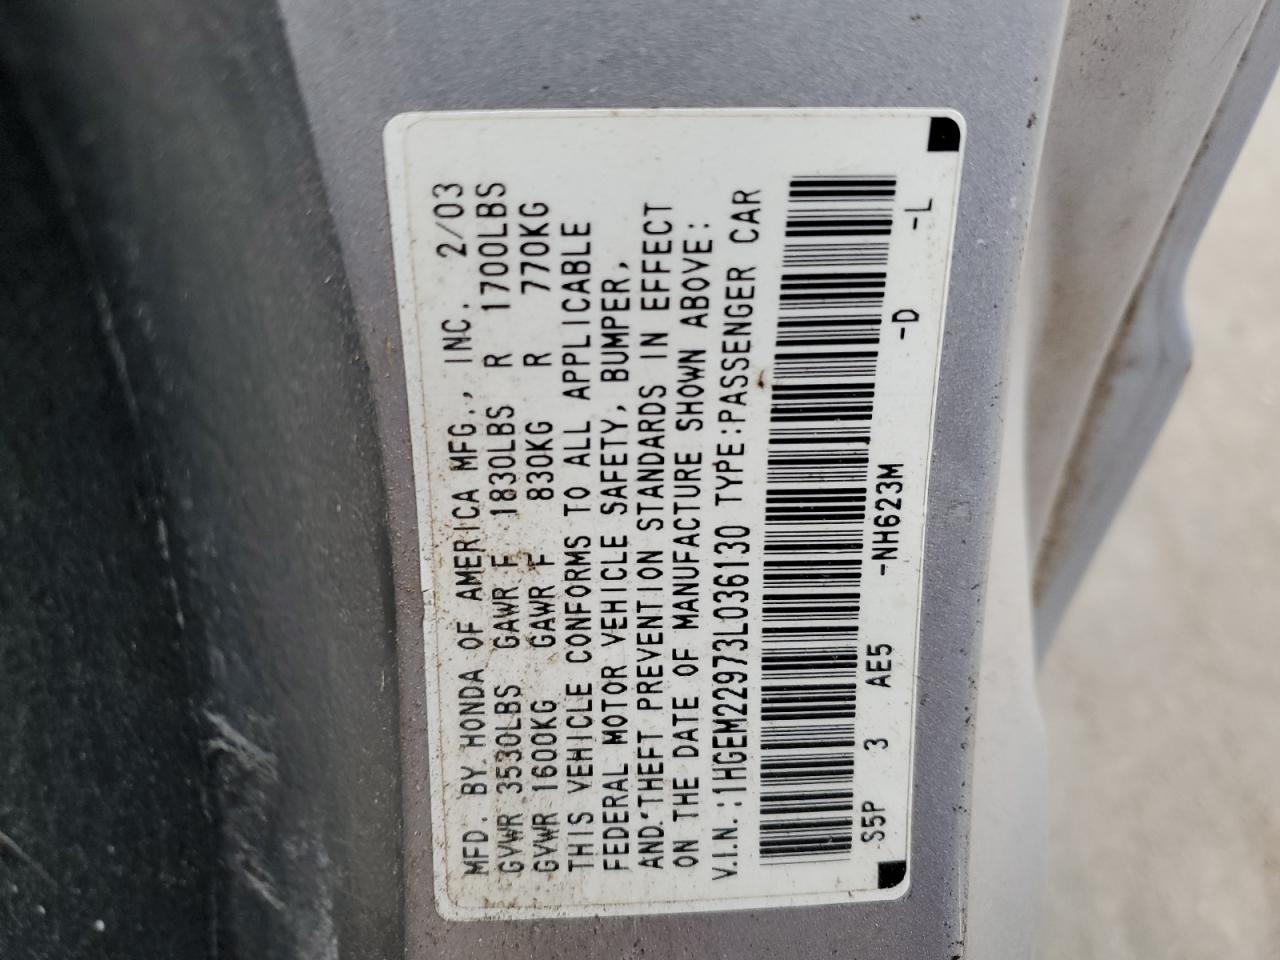 MFD. BY HONDA OF AMERICA MFG., INC. 2/03
GVWR 3530LBS GAWR F 1830LBS R 1700LBS
GVWR 1600KG GAWR F 830KG R 770KG
THIS VEHICLE CONFORMS TO ALL APPLICABLE
FEDERAL MOTOR VEHICLE SAFETY, BUMPER,
AND THEFT PREVENTION STANDARDS IN EFFECT
ON THE DATE OF MANUFACTURE SHOWN ABOVE:
V.I.N.:1HGEM22973L036130 TYPE:PASSENGER CAR
S5P 3 AE5 -NH623M -D -L